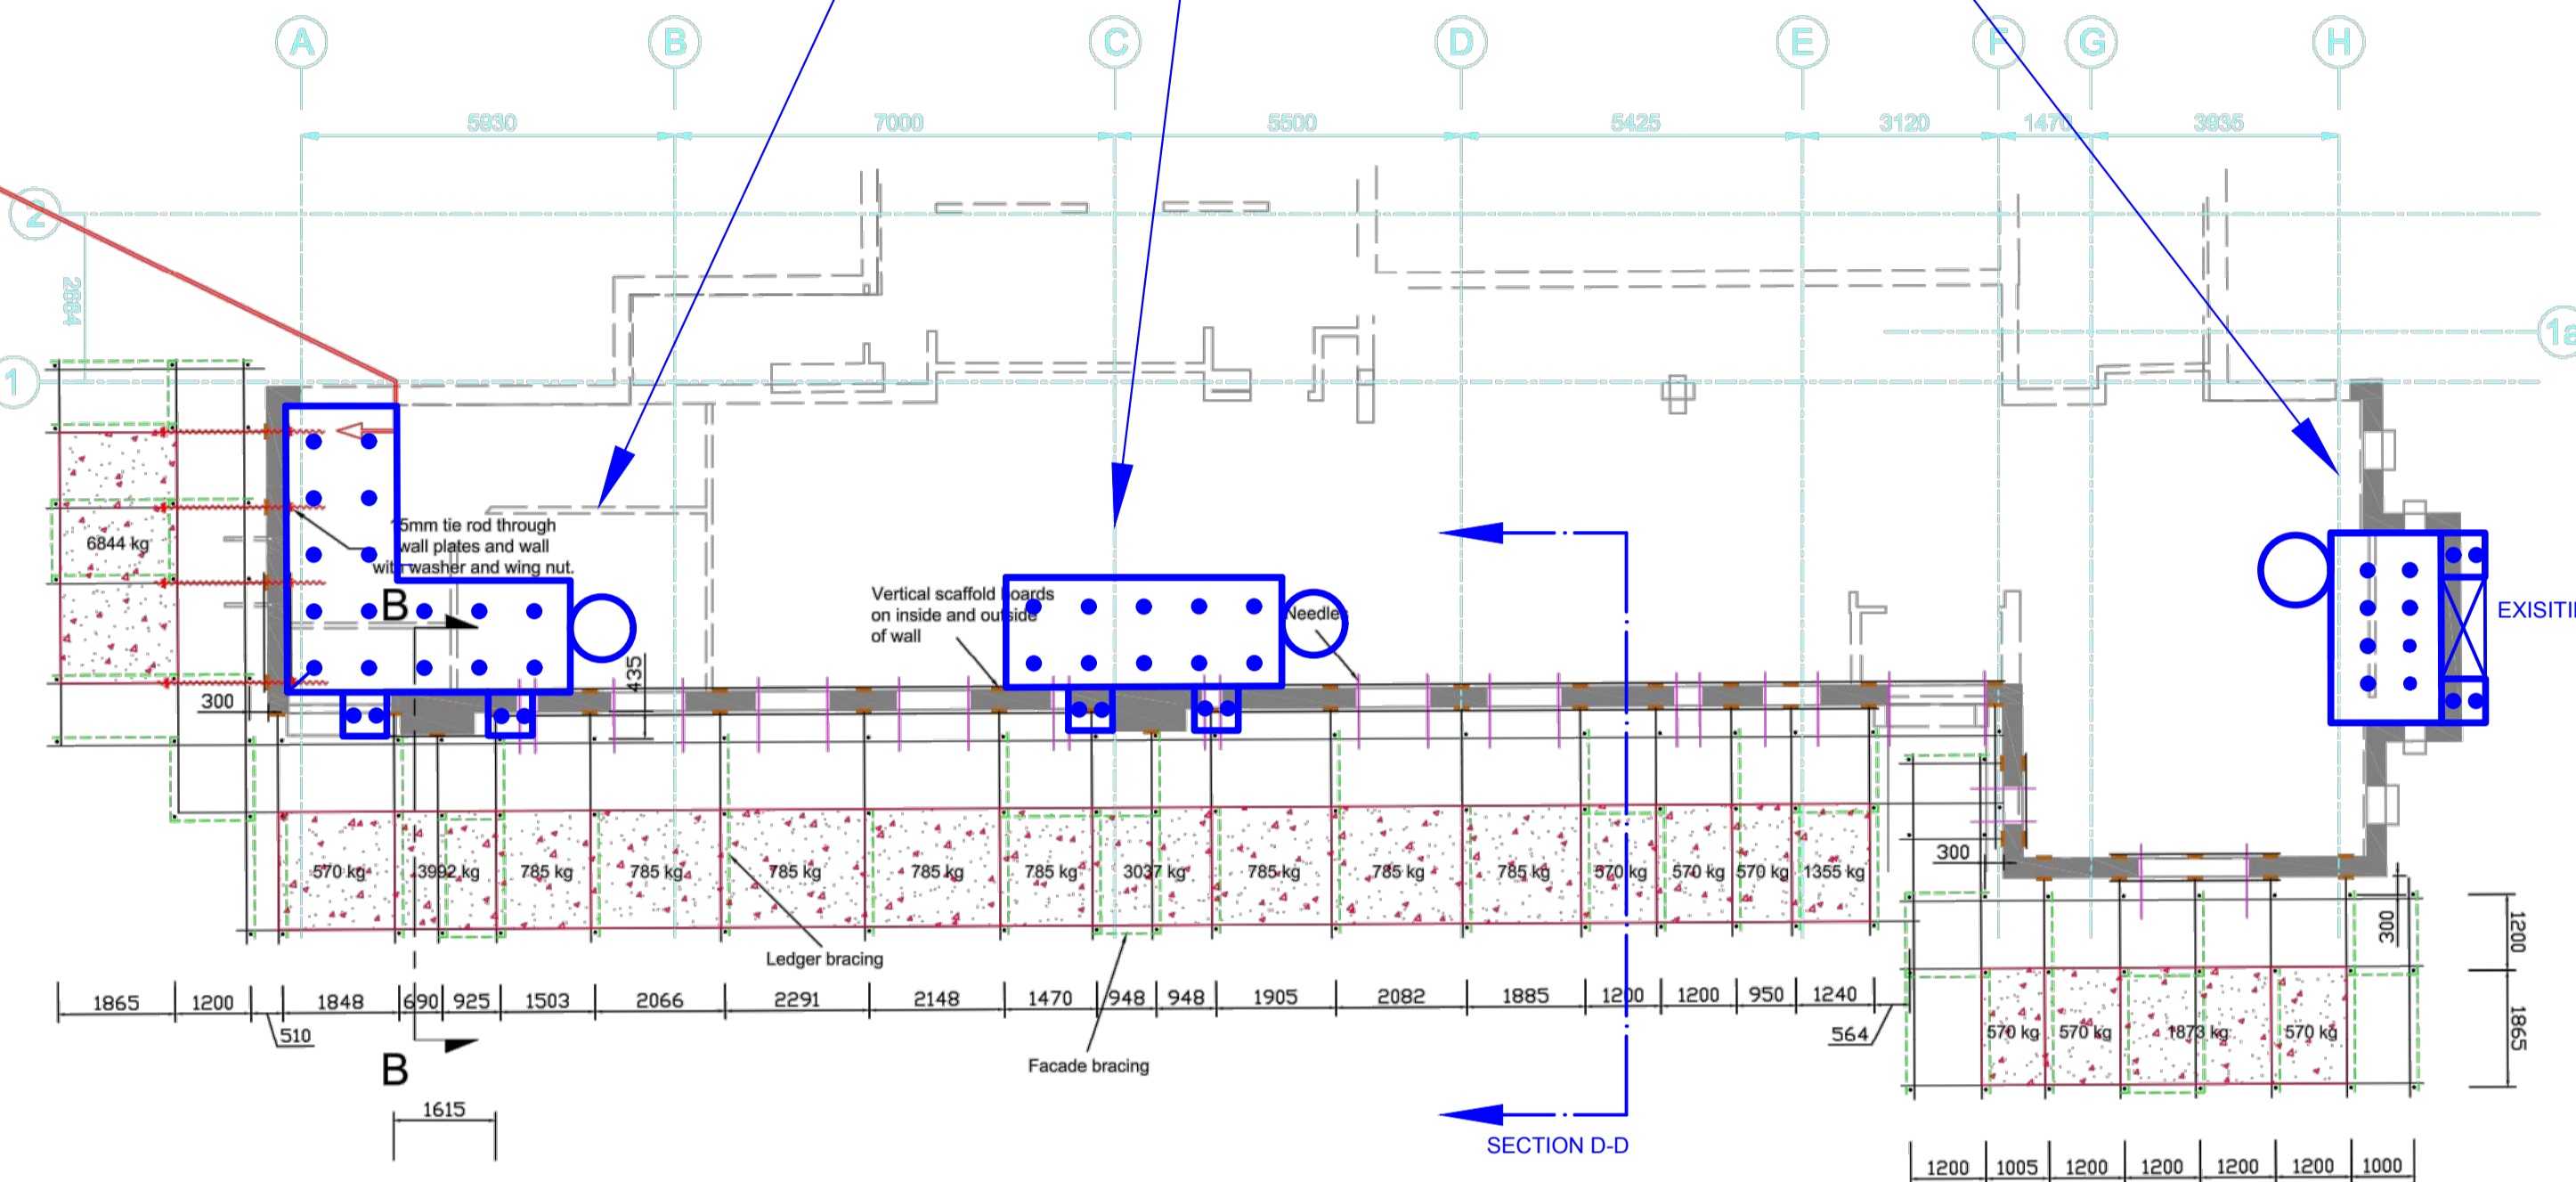 A B C D E F G H
5930 7000 5500 5425 3120 1470 3935
2
2884
1a
1
6844 kg
15mm tie rod through
wall plates and wall
with washer and wing nut.
B
Vertical scaffold boards
on inside and outside
of wall
Needles
435
300
300
300
570 kg 3992 kg 785 kg 785 kg 785 kg 785 kg 785 kg 3037 kg 785 kg 785 kg 785 kg 570 kg 570 kg 570 kg 1355 kg
1200
1865
Ledger bracing
1865 1200 1848 690 925 1503 2066 2291 2148 1470 948 948 1905 2082 1885 1200 1200 950 1240
510
564
570 kg 570 kg 1873 kg 570 kg
B
Facade bracing
1615
SECTION D-D
1200 1005 1200 1200 1200 1200 1000